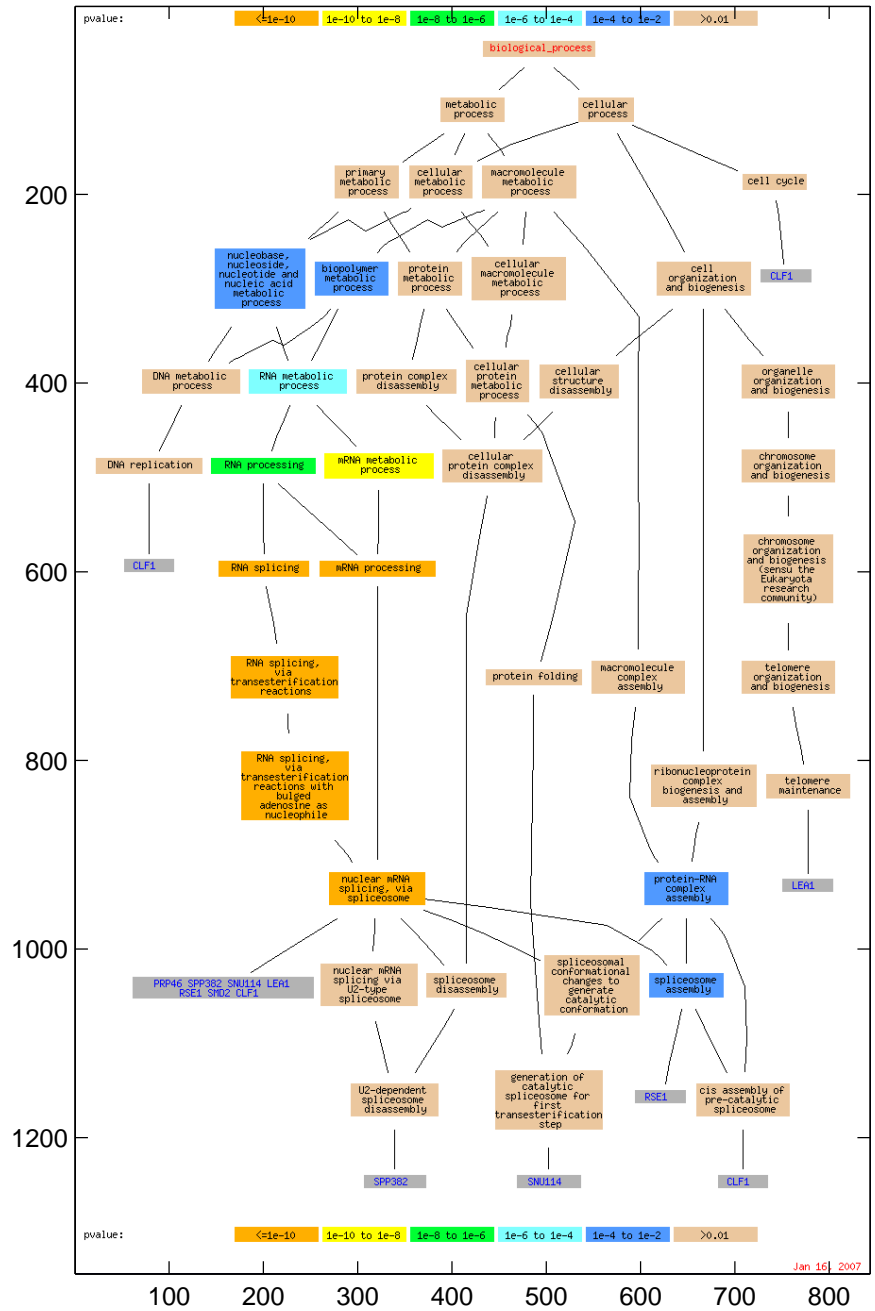 pvalue: <=1e-10 1e-10 to 1e-8 1e-8 to 1e-6 1e-6 to 1e-4 1e-4 to 1e-2 >0.01
biological_process
metabolic
process
cellular
process
primary
metabolic
process
cellular
metabolic
process
macromolecule
metabolic
process
cell cycle
200
nucleobase,
nucleoside,
nucleotide and
nucleic acid
metabolic
process
biopolymer
metabolic
process
protein
metabolic
process
cellular
macromolecule
metabolic
process
cell
organization
and biogenesis
CLF1
400
DNA metabolic
process
RNA metabolic
process
protein complex
disassembly
cellular
protein
metabolic
process
cellular
structure
disassembly
organelle
organization
and biogenesis
DNA replication
RNA processing
mRNA metabolic
process
cellular
protein complex
disassembly
chromosome
organization
and biogenesis
600
CLF1
RNA splicing
mRNA processing
chromosome
organization
and biogenesis
(sensu the
Eukaryota
research
community)
RNA splicing,
via
transesterification
reactions
protein folding
macromolecule
complex
assembly
telomere
organization
and biogenesis
800
RNA splicing,
via
transesterification
reactions with
bulged
adenosine as
nucleophile
ribonucleoprotein
complex
biogenesis and
assembly
telomere
maintenance
nuclear mRNA
splicing, via
spliceosome
protein-RNA
complex
assembly
LEA1
1000
PRP46 SPP382 SNU114 LEA1
RSE1 SMD2 CLF1
nuclear mRNA
splicing via
U2-type
spliceosome
spliceosome
disassembly
spliceosomal
conformational
changes to
generate
catalytic
conformation
spliceosome
assembly
U2-dependent
spliceosome
disassembly
generation of
catalytic
spliceosome for
first
transesterification
step
RSE1
cis assembly of
pre-catalytic
spliceosome
1200
SPP382
SNU114
CLF1
pvalue: <=1e-10 1e-10 to 1e-8 1e-8 to 1e-6 1e-6 to 1e-4 1e-4 to 1e-2 >0.01
Jan 16, 2007
100 200 300 400 500 600 700 800